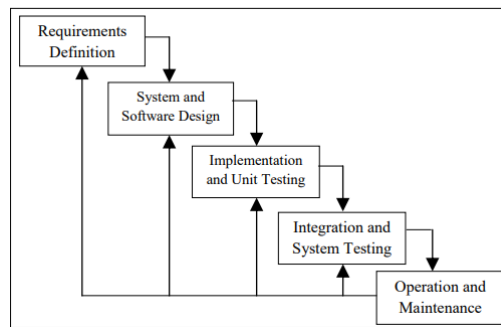 Requirements
Definition
System and
Software Design
Implementation
and Unit Testing
Integration and
System Testing
Operation and
Maintenance